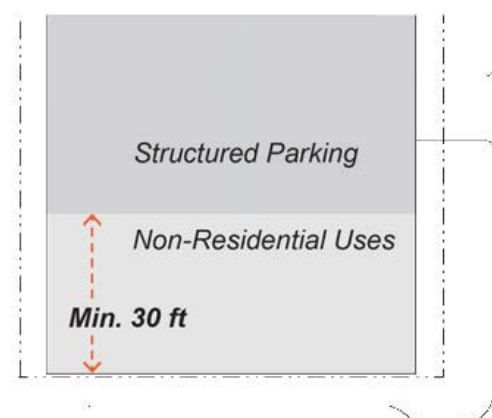 Structured Parking
Non-Residential Uses
Min. 30 ft